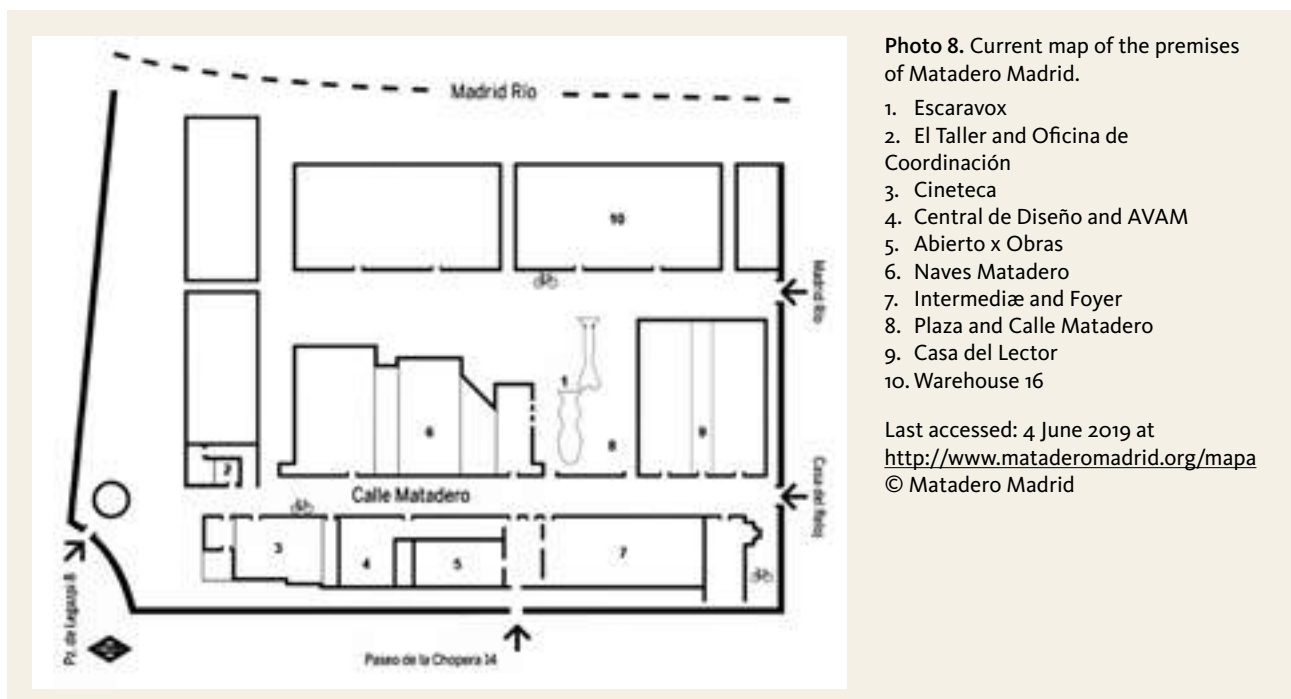 Madrid Río
10
Madrid Río
1
6
8
9
2
Calle Matadero
Casa del Reloj
3
4
5
7
Pz. de Legazpi 8
Paseo de la Chopera 14
Photo 8. Current map of the premises
of Matadero Madrid.
1. Escaravox
2. El Taller and Oficina de
Coordinación
3. Cineteca
4. Central de Diseño and AVAM
5. Abierto x Obras
6. Naves Matadero
7. Intermediæ and Foyer
8. Plaza and Calle Matadero
9. Casa del Lector
10. Warehouse 16
Last accessed: 4 June 2019 at
http://www.mataderomadrid.org/mapa
© Matadero Madrid